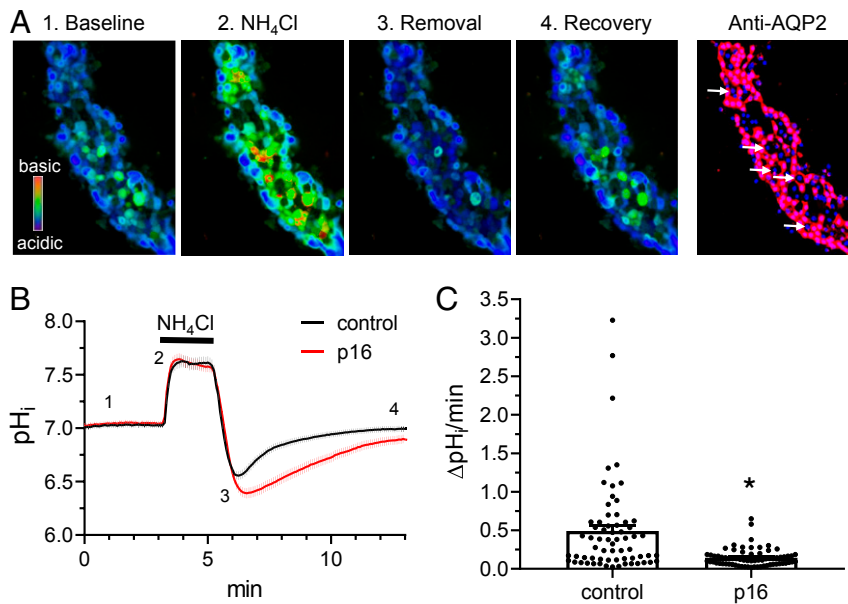 A
1. Baseline
2. NH₄Cl
3. Removal
4. Recovery
Anti-AQP2
basic
acidic
B
NH₄Cl
control
p16
1
2
3
4
pHᵢ
8.0
7.5
7.0
6.5
6.0
0
5
10
min
C
ΔpHᵢ/min
3.5
3.0
2.5
2.0
1.5
1.0
0.5
0.0
*
control
p16